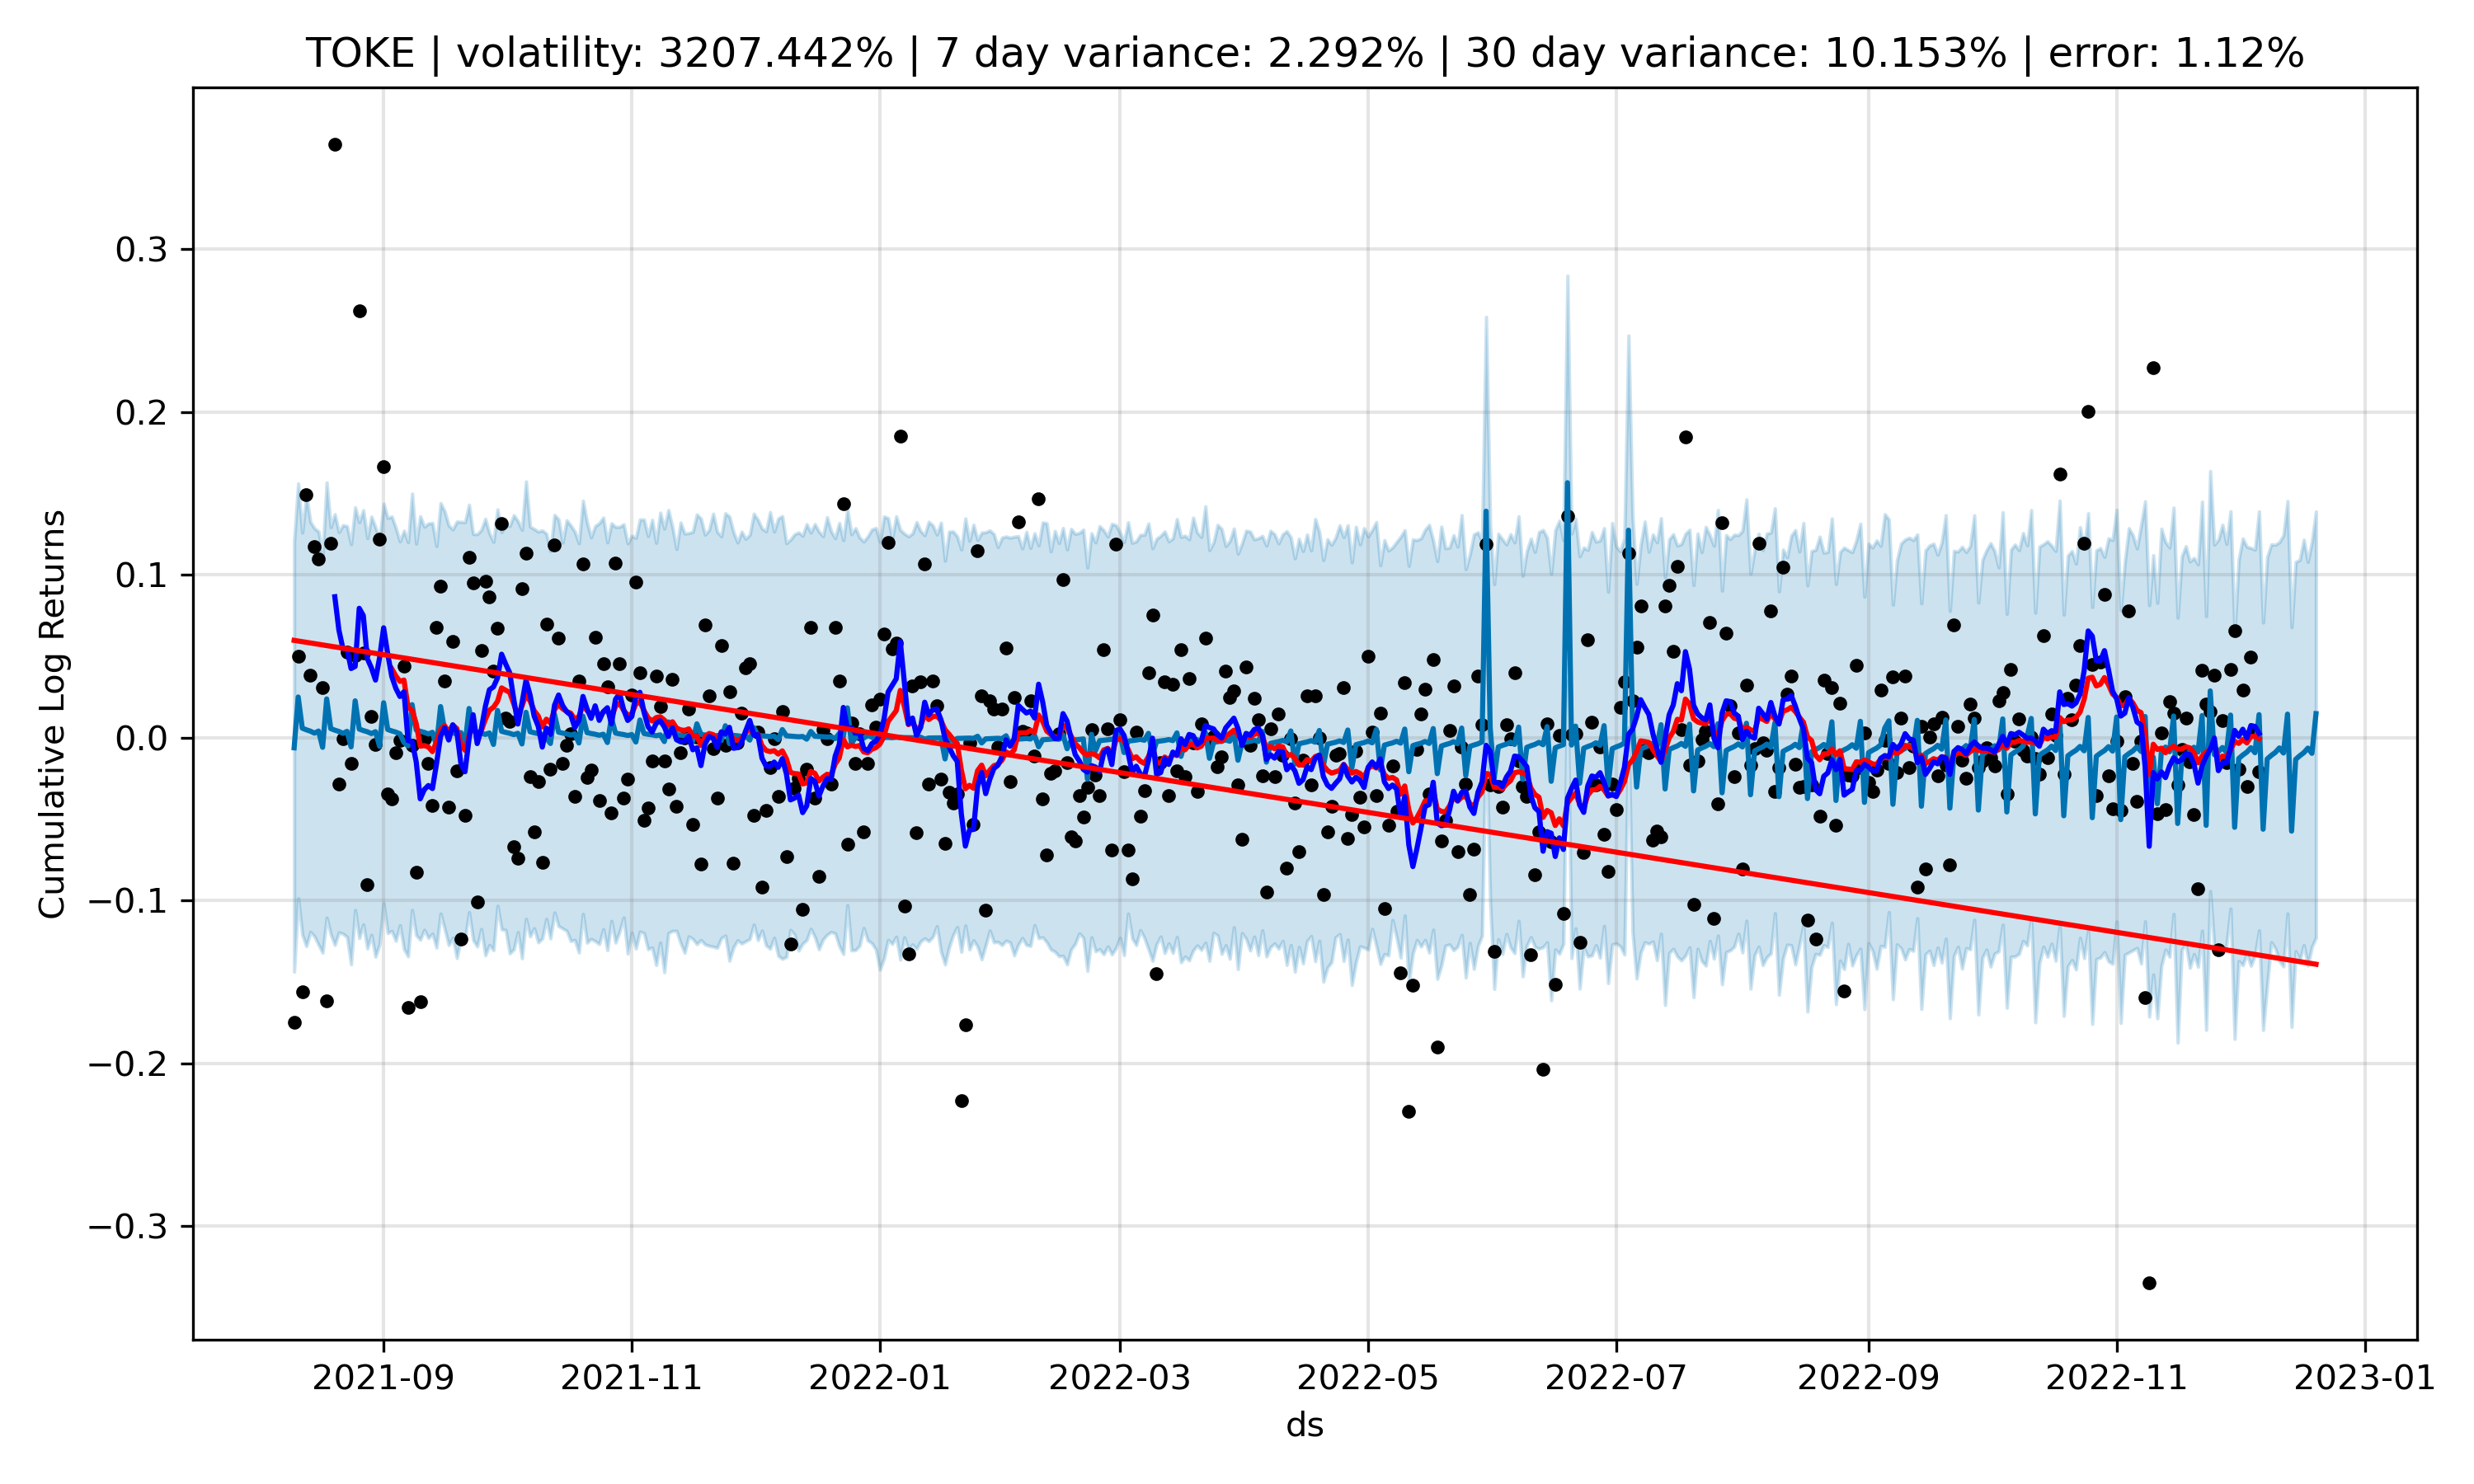 TOKE | volatility: 3207.442% | 7 day variance: 2.292% | 30 day variance: 10.153% | error: 1.12%
Cumulative Log Returns
0.3
0.2
0.1
0.0
−0.1
−0.2
−0.3
2021-09 2021-11 2022-01 2022-03 2022-05 2022-07 2022-09 2022-11 2023-01
ds